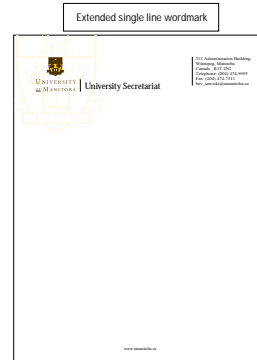 Extended single line wordmark
UNIVERSITY
OF MANITOBA
University Secretariat
313 Administration Building
Winnipeg, Manitoba
Canada R3T 2N2
Telephone: (204) 474-9593
Fax: (204) 474-7511
www.umanitoba.ca